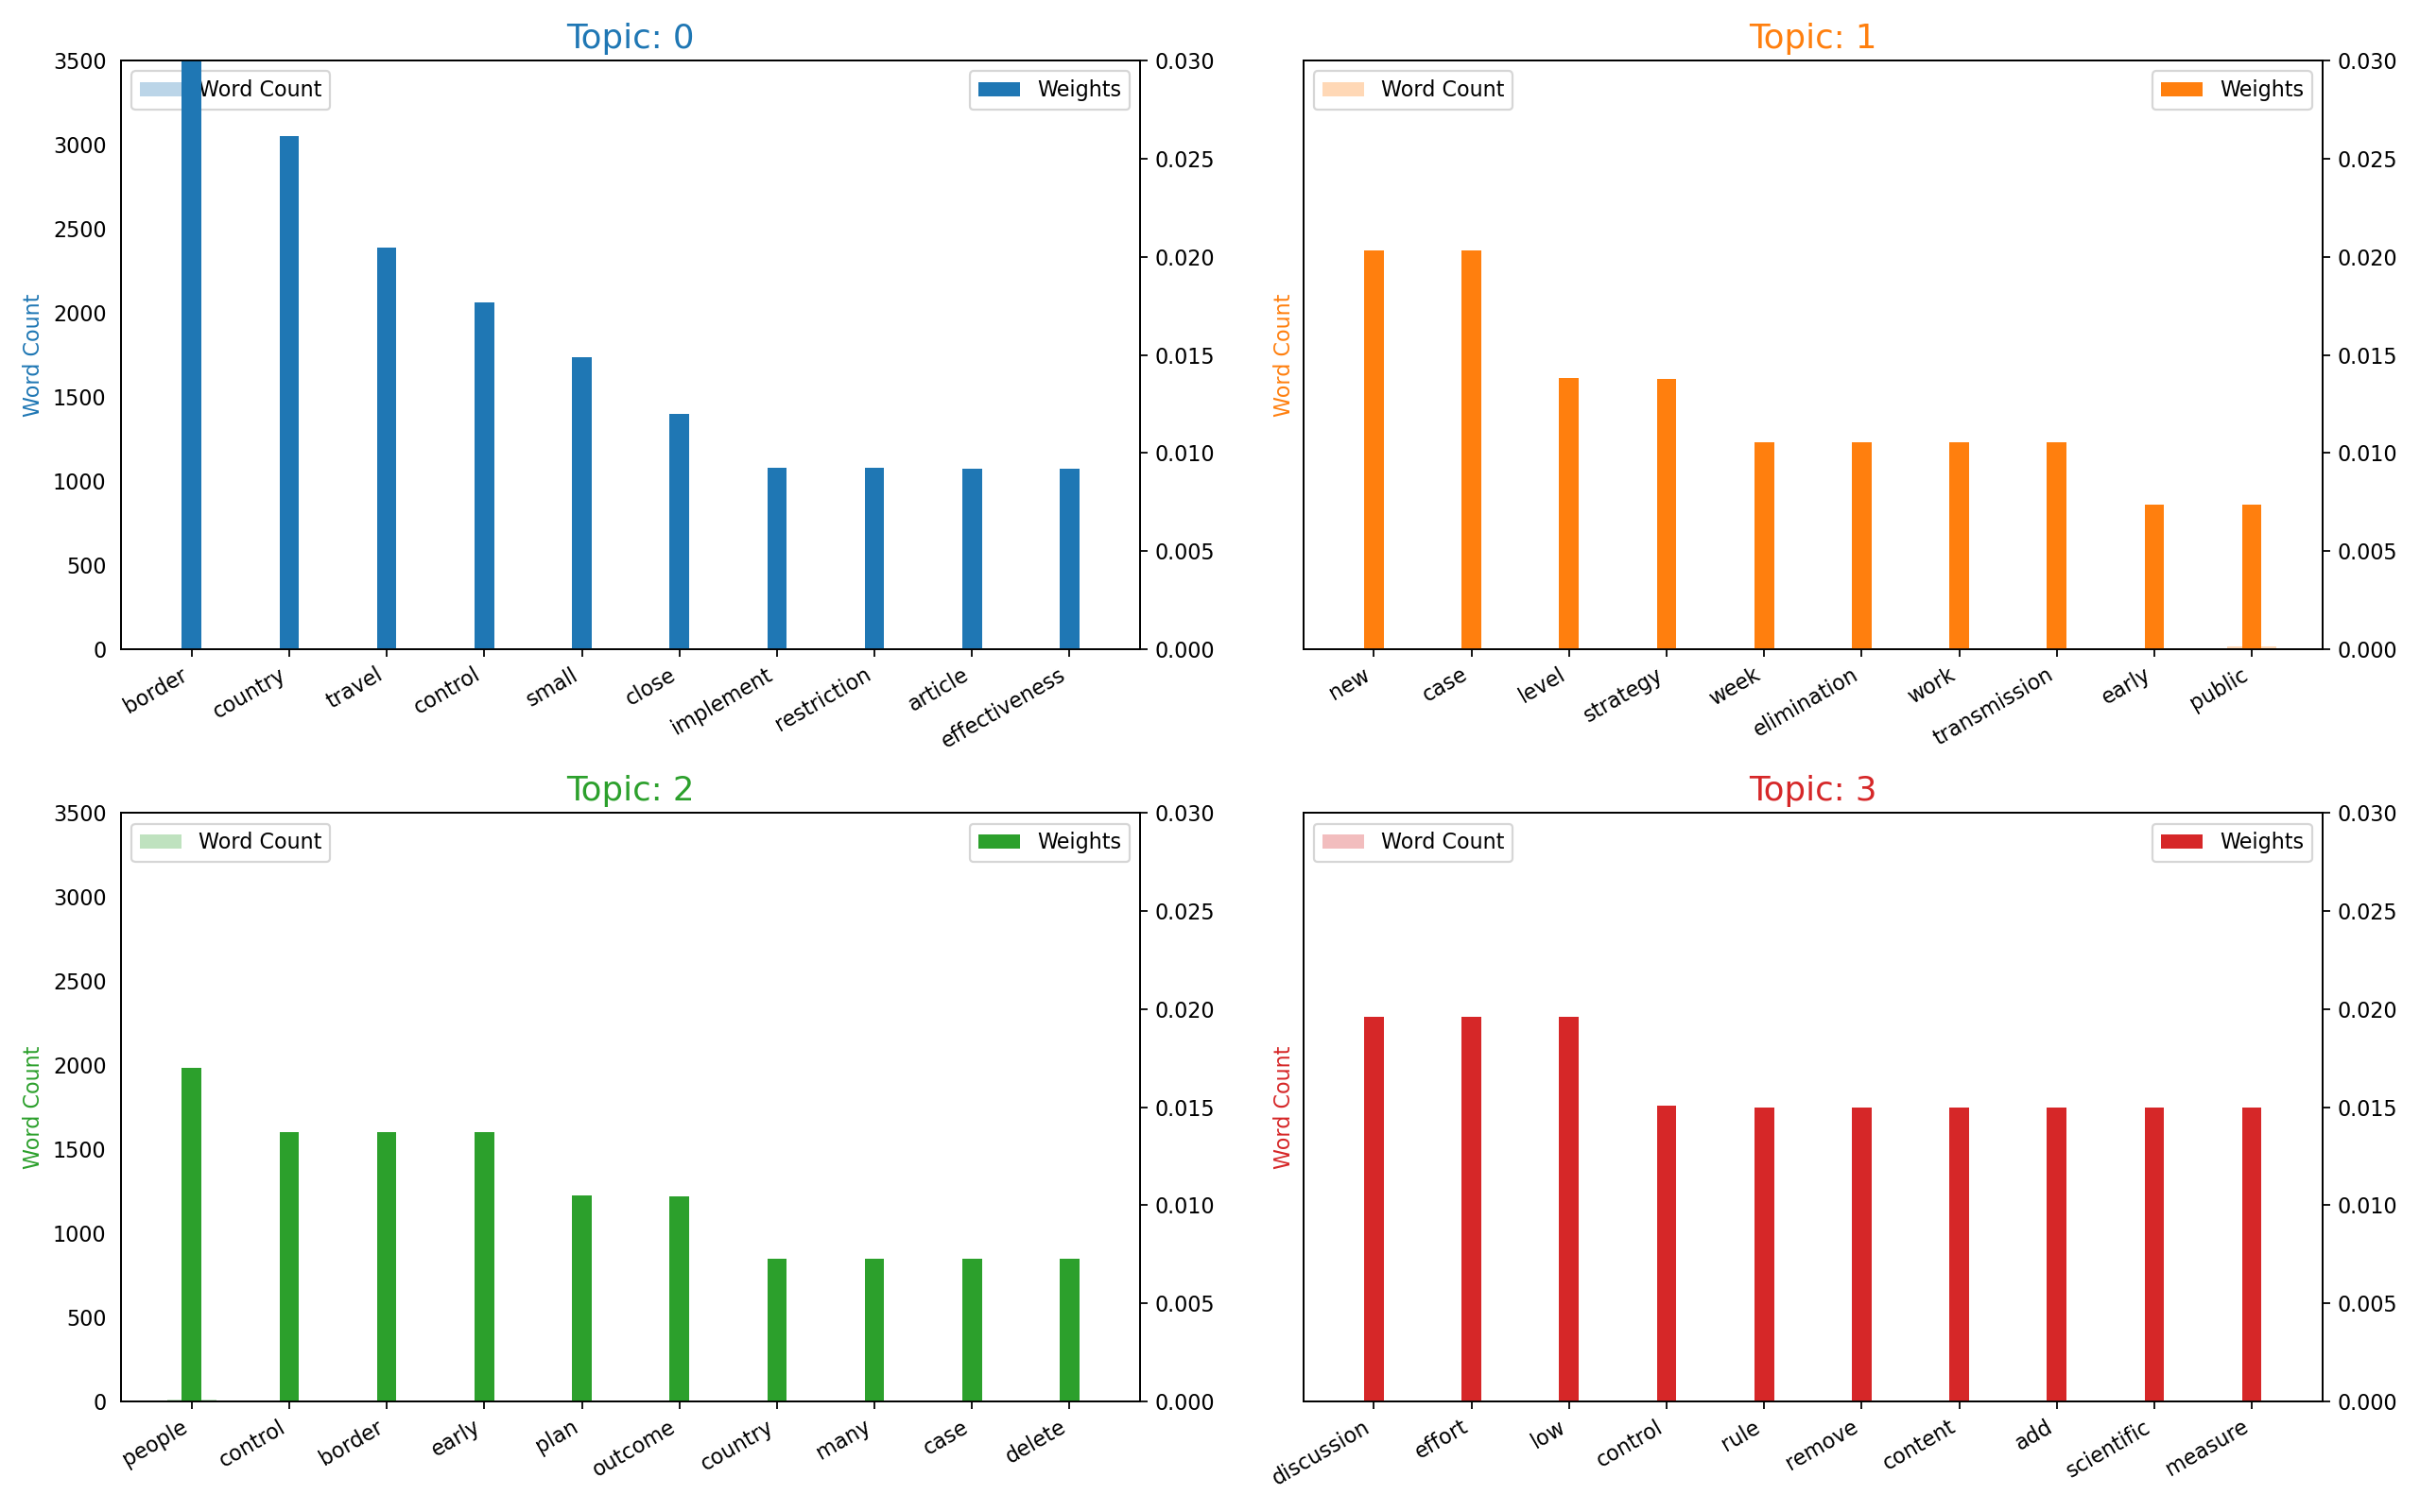 Topic: 0
Word Count
Weights
Word Count
3500
3000
2500
2000
1500
1000
500
0
0.030
0.025
0.020
0.015
0.010
0.005
0.000
border
country
travel
control
small
close
implement
restriction
article
effectiveness
Topic: 1
Word Count
Weights
Word Count
0.030
0.025
0.020
0.015
0.010
0.005
0.000
new
case
level
strategy
week
elimination
work
transmission
early
public
Topic: 2
Word Count
Weights
Word Count
3500
3000
2500
2000
1500
1000
500
0
0.030
0.025
0.020
0.015
0.010
0.005
0.000
people
control
border
early
plan
outcome
country
many
case
delete
Topic: 3
Word Count
Weights
Word Count
0.030
0.025
0.020
0.015
0.010
0.005
0.000
discussion
effort
low
control
rule
remove
content
add
scientific
measure